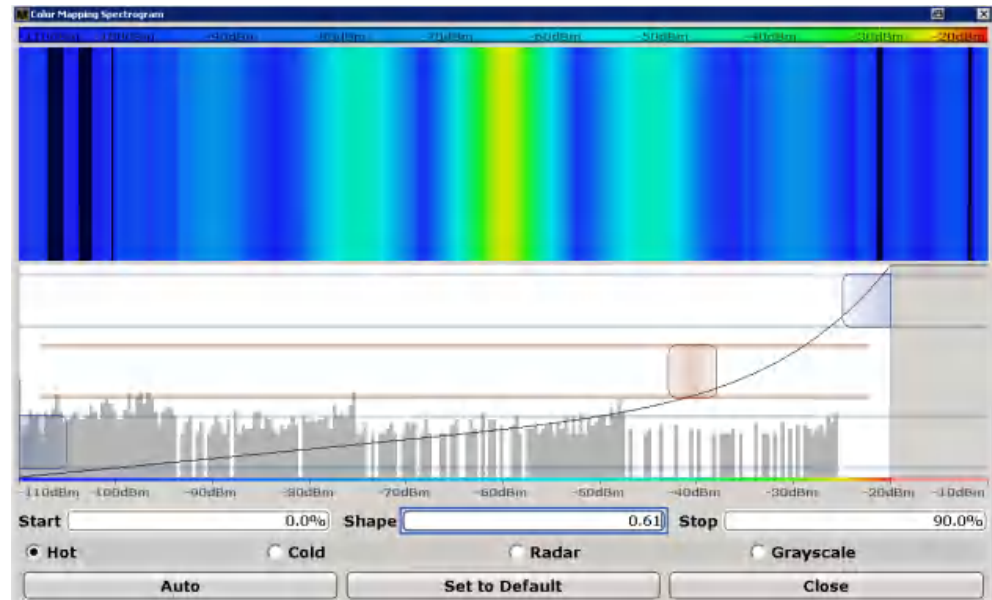 Color Mapping Spectrogram
-110dBm -100dBm -90dBm -80dBm -70dBm -60dBm -50dBm -40dBm -30dBm -20dBm
-110dBm -100dBm -90dBm -80dBm -70dBm -60dBm -50dBm -40dBm -30dBm -20dBm -10dBm
Start 0.0% Shape 0.61 Stop 90.0%
Hot Cold Radar Grayscale
Auto Set to Default Close